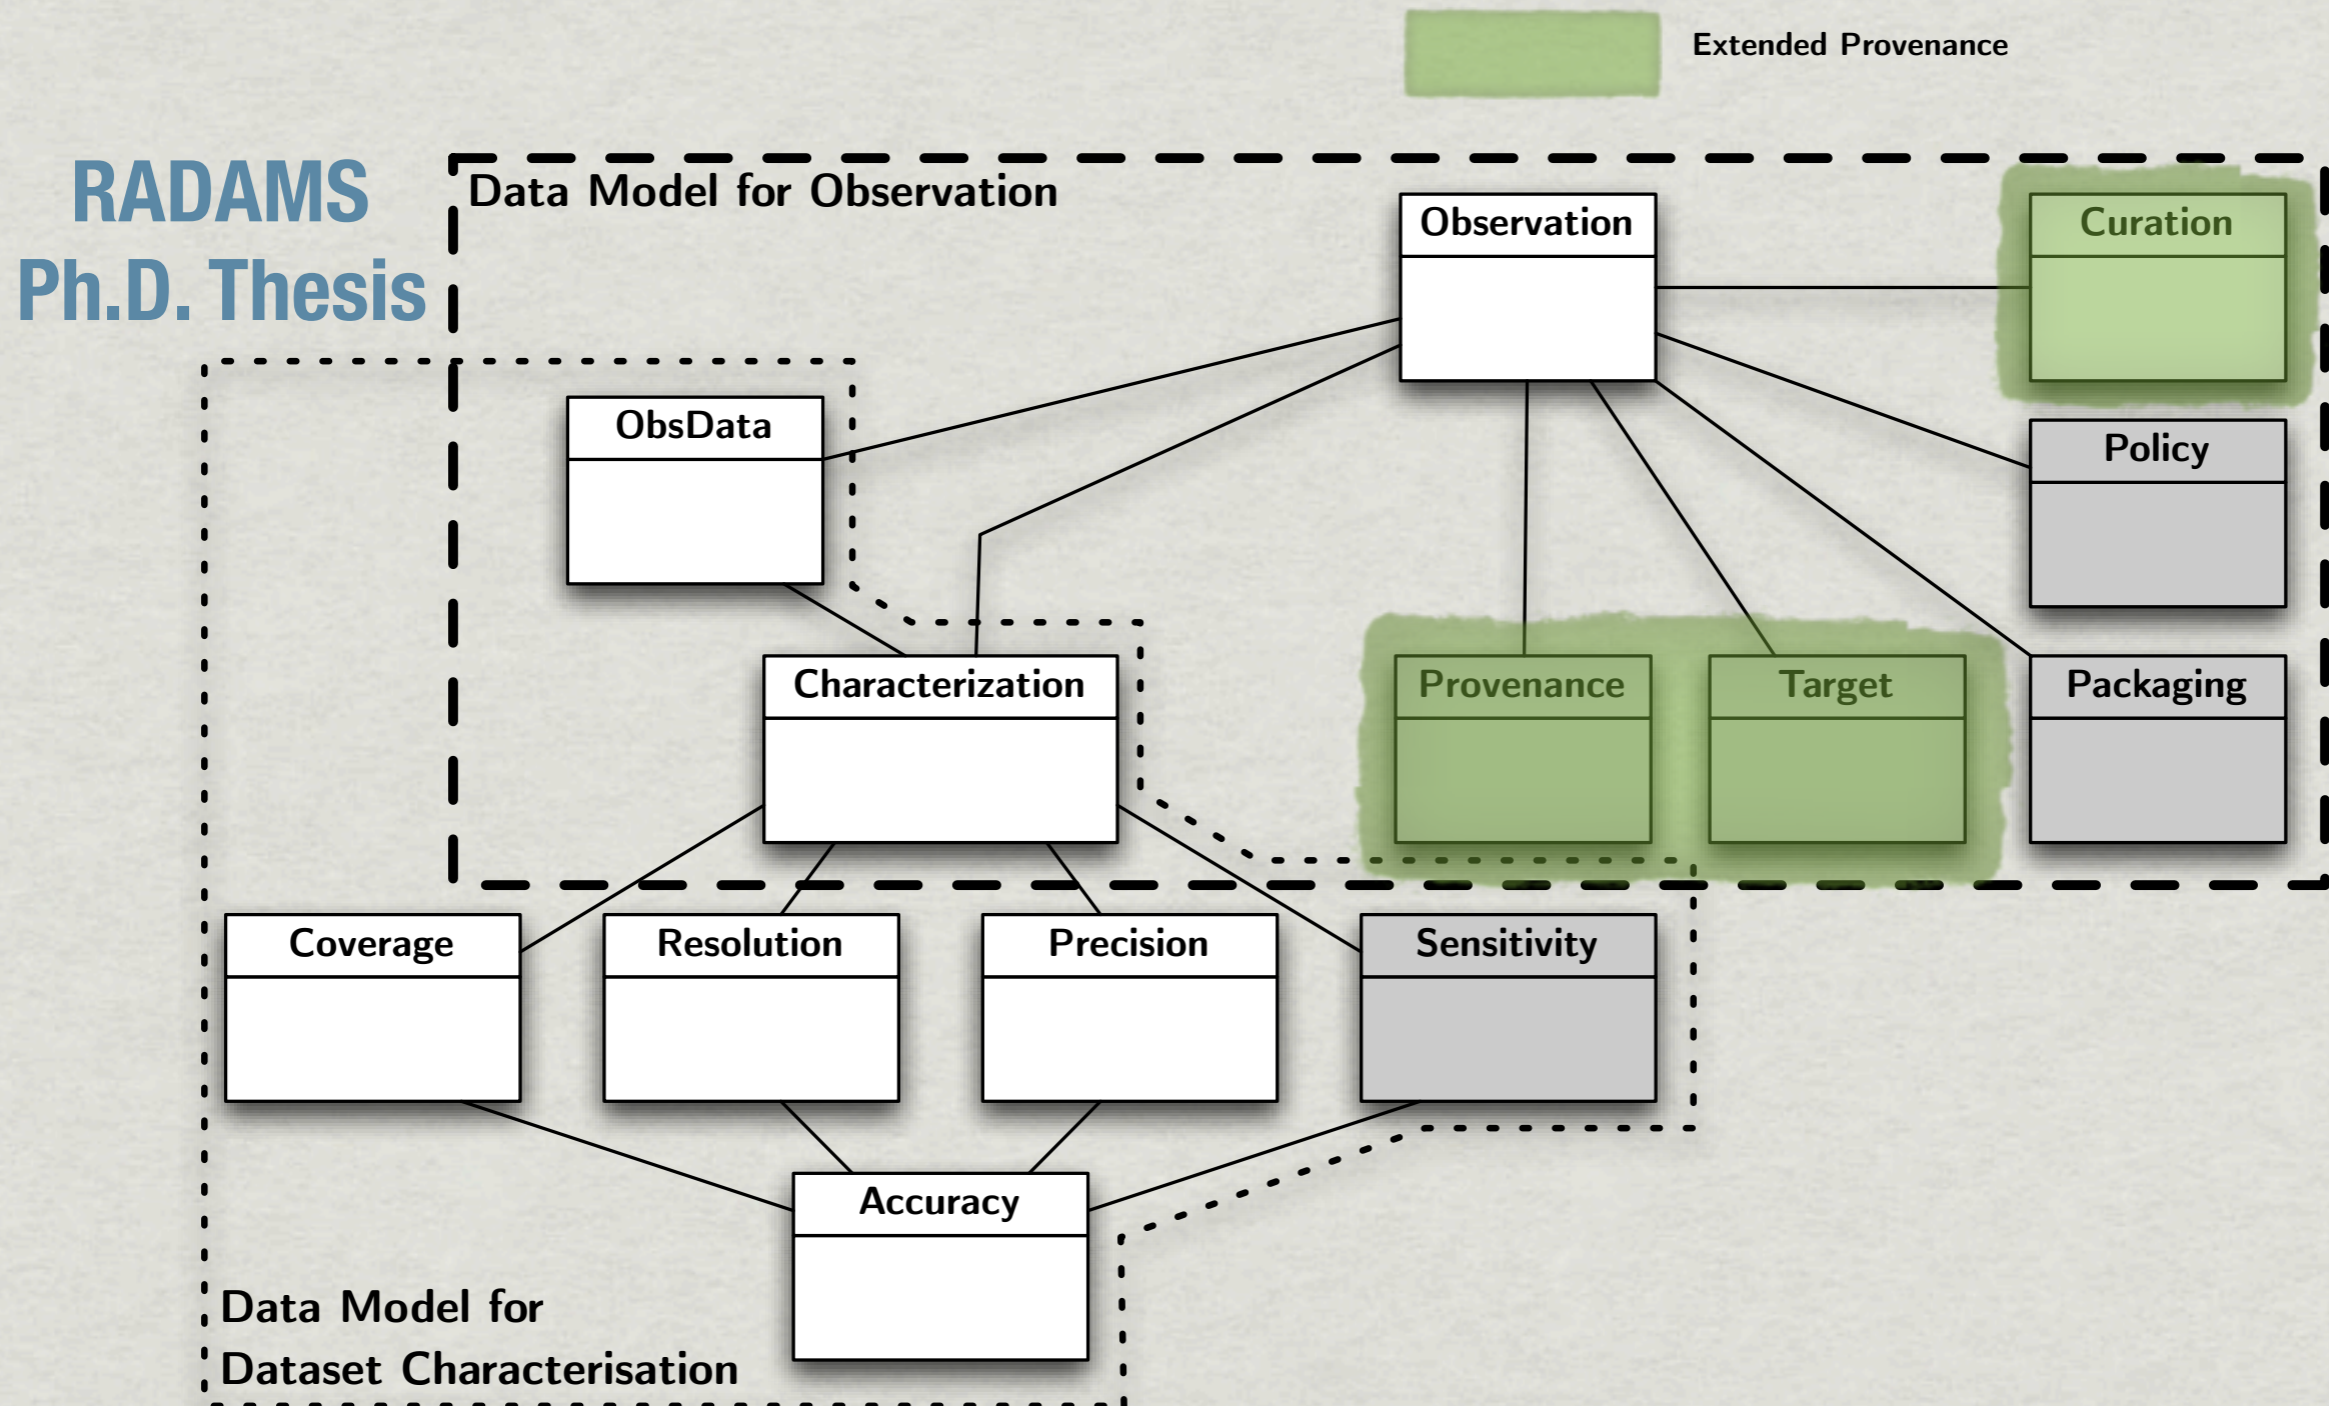 Extended Provenance
RADAMS
Ph.D. Thesis
Data Model for Observation
Observation
Curation
ObsData
Policy
Characterization
Provenance
Target
Packaging
Coverage
Resolution
Precision
Sensitivity
Accuracy
Data Model for
Dataset Characterisation